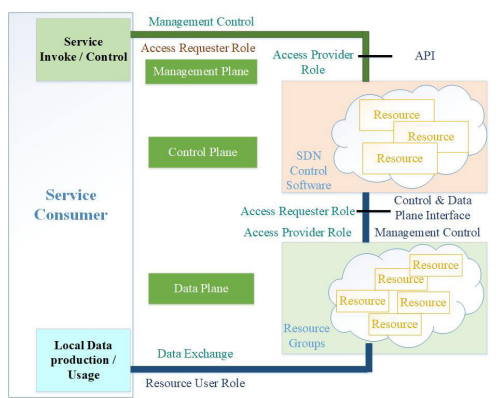 Management Control
Service
Invoke / Control
Access Requester Role
Access Provider
Role
API
Management Plane
Resource
Resource
Resource
Control Plane
SDN
Control
Software
Service
Consumer
Control & Data
Plane Interface
Access Requester Role
Access Provider Role
Management Control
Resource
Resource
Resource
Resource
Resource
Data Plane
Resource
Groups
Local Data
production /
Usage
Data Exchange
Resource User Role